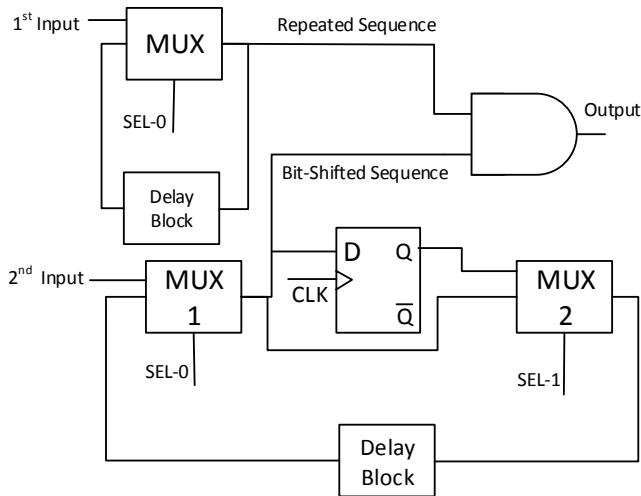 1st Input
MUX
Repeated Sequence
SEL-0
Output
Delay
Block
Bit-Shifted Sequence
2nd Input
MUX
1
D
Q
CLK
Q̅
MUX
2
SEL-0
SEL-1
Delay
Block